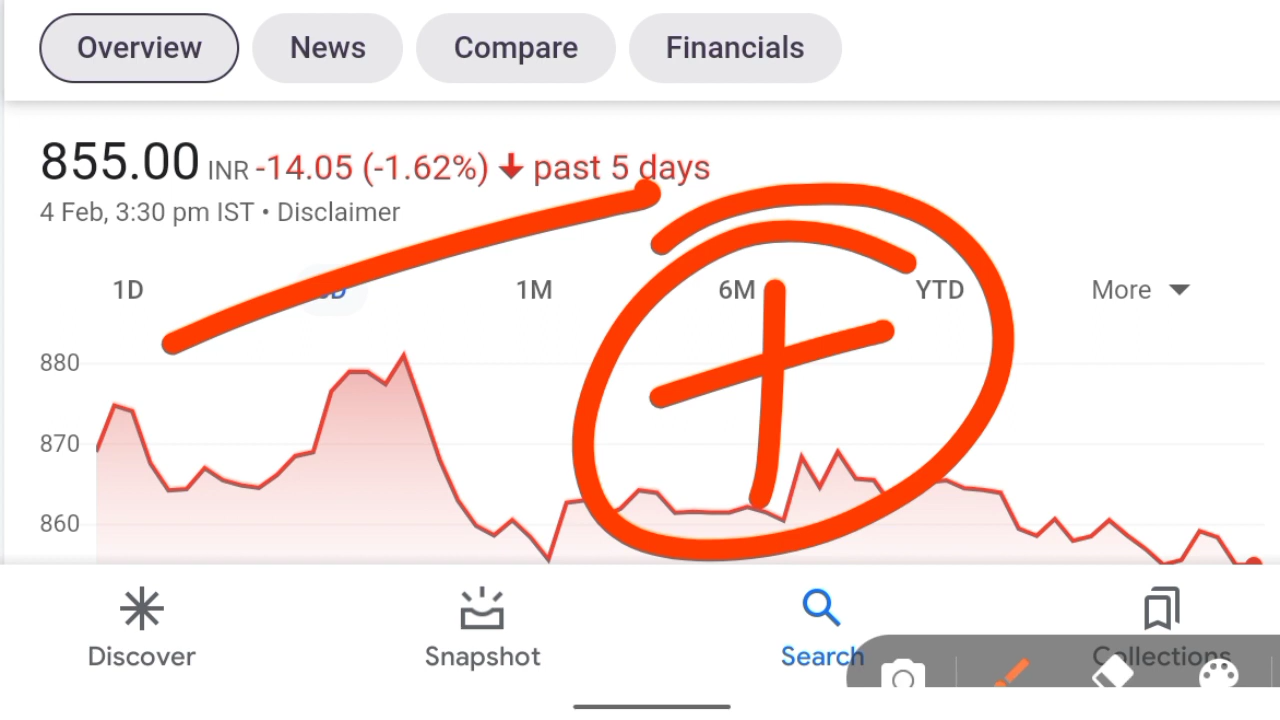 Overview News Compare Financials
855.00 INR -14.05 (-1.62%) past 5 days
4 Feb, 3:30 pm IST • Disclaimer
1D 1M 6M YTD More
880
870
860
Discover Snapshot Search Collections